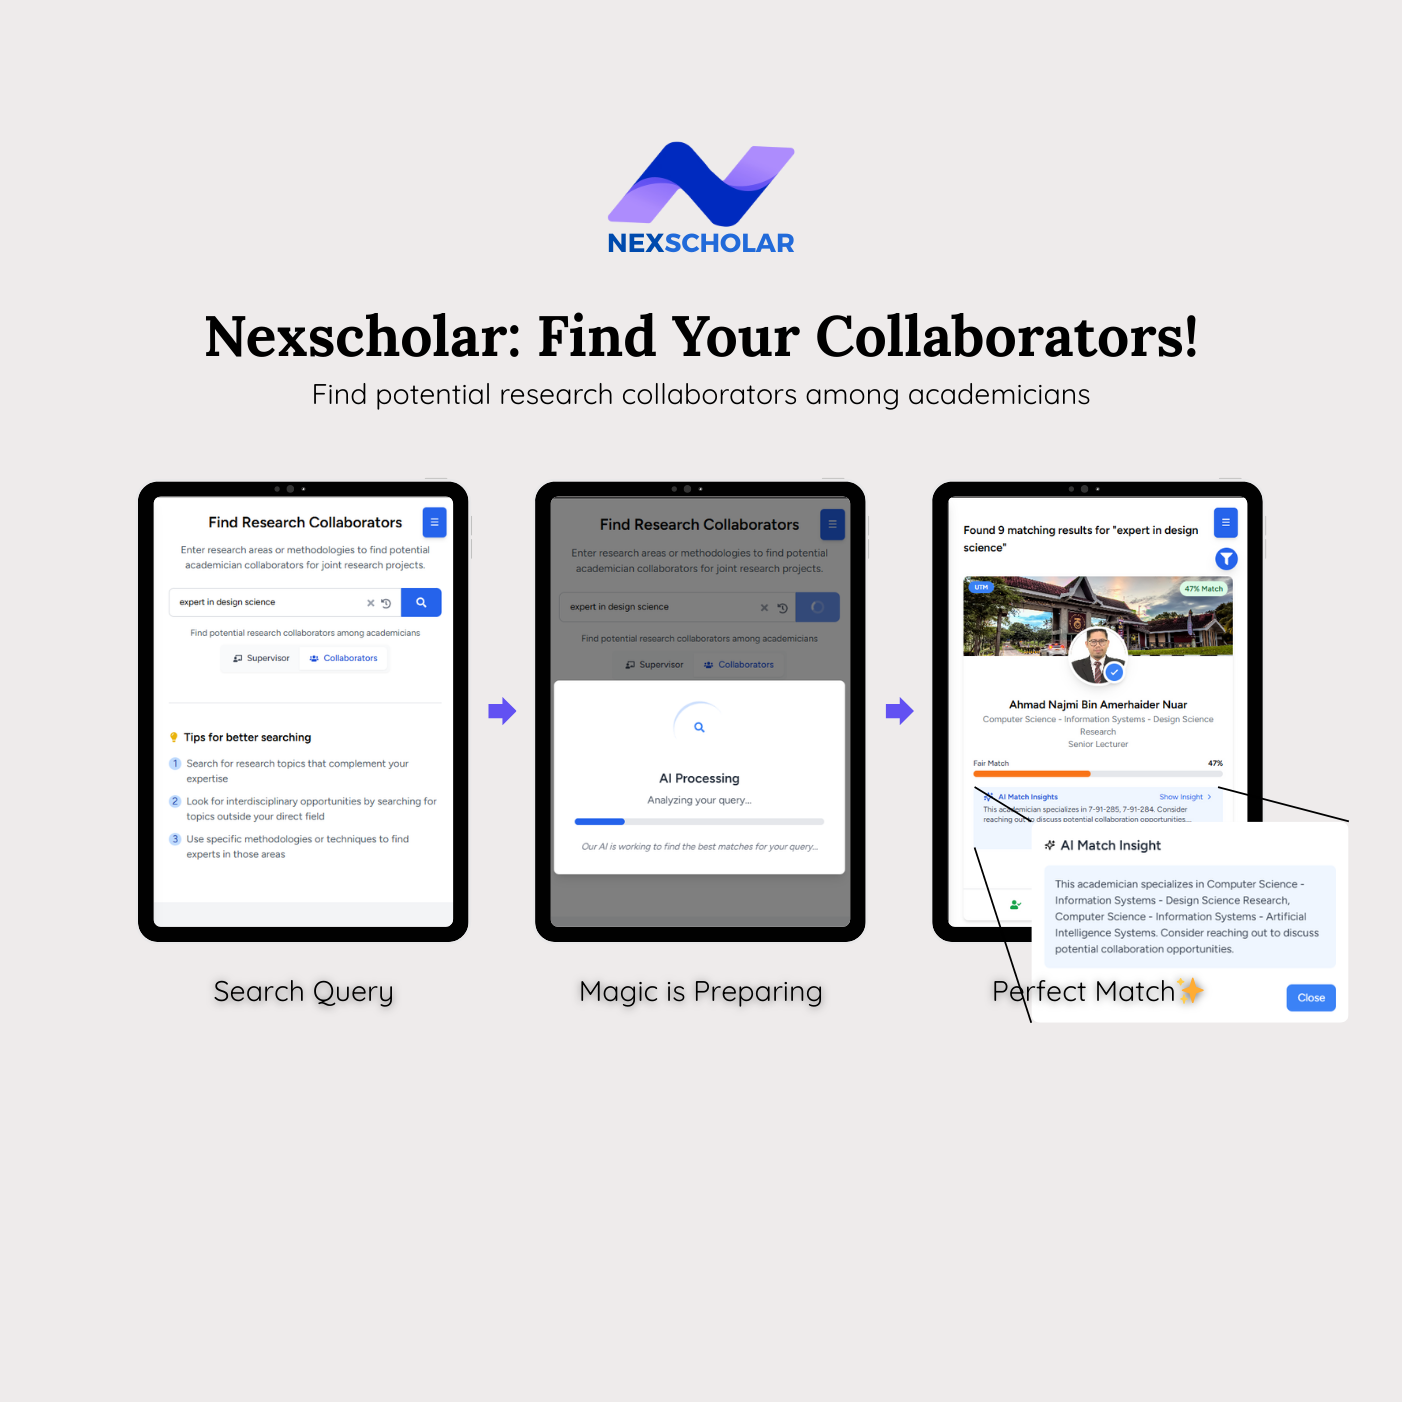 NEXSCHOLAR
Nexscholar: Find Your Collaborators!
Find potential research collaborators among academicians
Find Research Collaborators
Enter research areas or methodologies to find potential
academician collaborators for joint research projects.
expert in design science
Find potential research collaborators among academicians
Supervisor
Collaborators
Tips for better searching
1 Search for research topics that complement your
expertise
2 Look for interdisciplinary opportunities by searching for
topics outside your direct field
3 Use specific methodologies or techniques to find
experts in those areas
Search Query
Find Research Collaborators
Enter research areas or methodologies to find potential
academician collaborators for joint research projects.
expert in design science
Find potential research collaborators among academicians
Supervisor
Collaborators
AI Processing
Analyzing your query...
Our AI is working to find the best matches for your query...
Magic is Preparing
Found 9 matching results for "expert in design
science"
UTM
47% Match
Ahmad Najmi Bin Amerhaider Nuar
Computer Science - Information Systems - Design Science
Research
Senior Lecturer
Fair Match
47%
AI Match Insights
Show Insight
This academician specializes in 7-91-285, 7-91-284. Consider
reaching out to discuss potential collaboration opportunities...
AI Match Insight
This academician specializes in Computer Science -
Information Systems - Design Science Research,
Computer Science - Information Systems - Artificial
Intelligence Systems. Consider reaching out to discuss
potential collaboration opportunities.
Close
Perfect Match✨